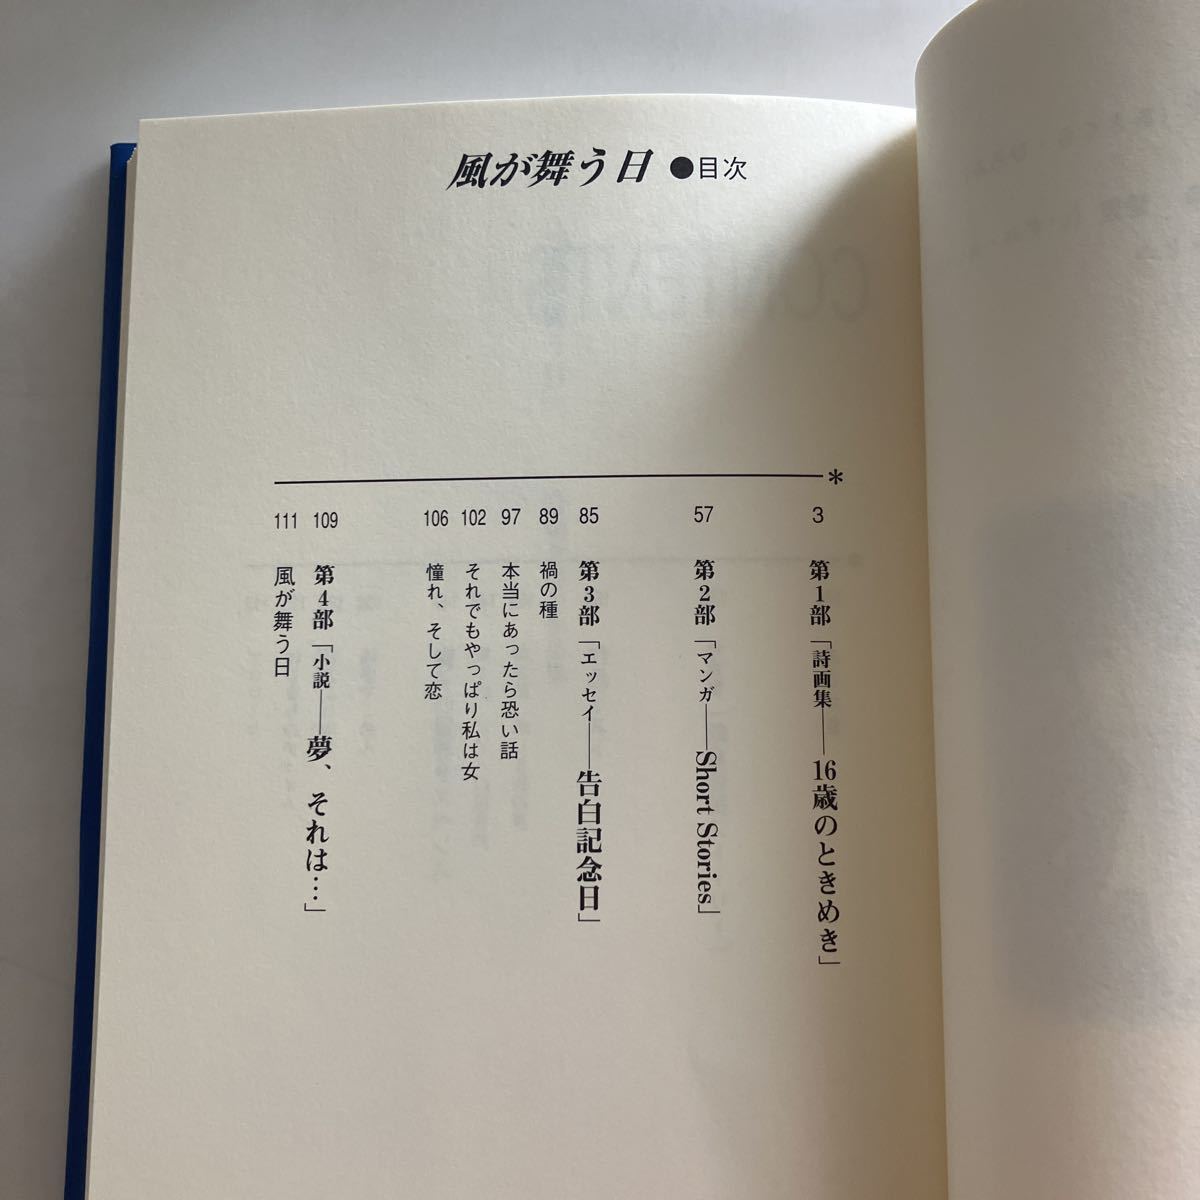 風が舞う日 ●目次
*
3 第1部「詩画集――16歳のときめき」
57 第2部「マンガ――Short Stories」
85 第3部「エッセイ――告白記念日」
89 禍の種
97 本当にあったら恐い話
102 それでもやっぱり私は女
106 憧れ、そして恋
109 第4部「小説――夢、それは…」
111 風が舞う日